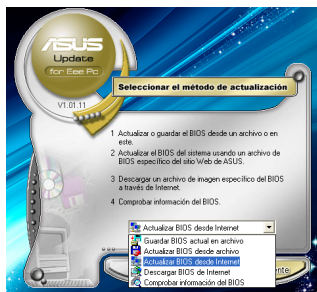 ASUS
Update
for Eee Pc
V1.01.11
Seleccionar el método de actualización
1 Actualizar o guardar el BIOS desde un archivo o en
este.
2 Actualizar el BIOS del sistema usando un archivo de
BIOS específico del sitio Web de ASUS.
3 Descargar un archivo de imagen específico del BIOS
a través de Internet.
4 Comprobar información del BIOS.
Actualizar BIOS desde Internet
Guardar BIOS actual en archivo
Actualizar BIOS desde archivo
Actualizar BIOS desde Internet
Descargar BIOS de Internet
Comprobar información del BIOS
ente